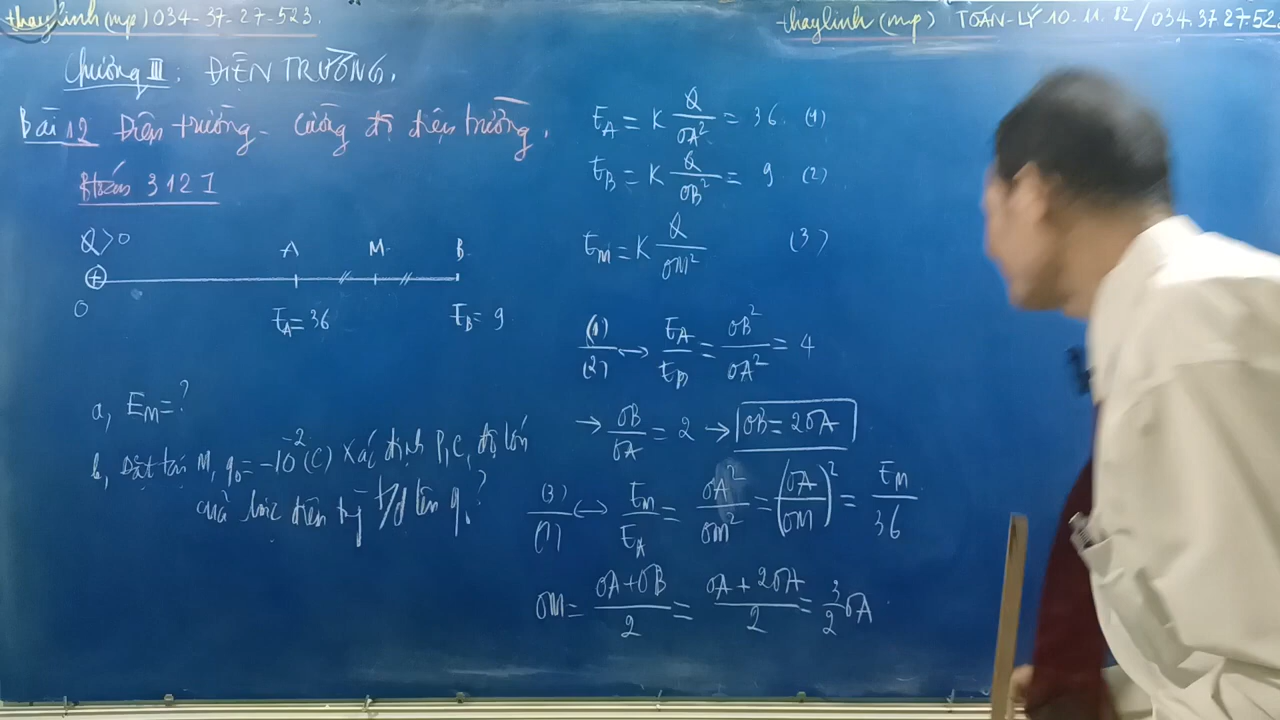 thaylinh (mp) 034-37-27-523.
thaylinh (mp) TOÁN-LÝ 10.11.12/034.37.27.52
Chương III: ĐIỆN TRƯỜNG.
Bài 12 Điện trường - Cường độ điện trường.
3121
Q>0
A M B
O
E_A = 36 E_B = 9
a, E_M = ?
b, Đặt tại M, q₀ = -10⁻² (C) Xác định P, C, độ lớn
của lực điện trg t/d lên q₀ ?
E_A = K Q/OA² = 36. (1)
E_B = K Q/OB² = 9 (2)
E_M = K Q/OM² (3)
(1)/(2) ↔ E_A/E_B = OB²/OA² = 4
→ OB/OA = 2 → OB = 2OA
(3)/(1) ↔ E_M/E_A = OA²/OM² = (OA/OM)² = E_M/36
OM = (OA+OB)/2 = (OA+2OA)/2 = 3/2 OA